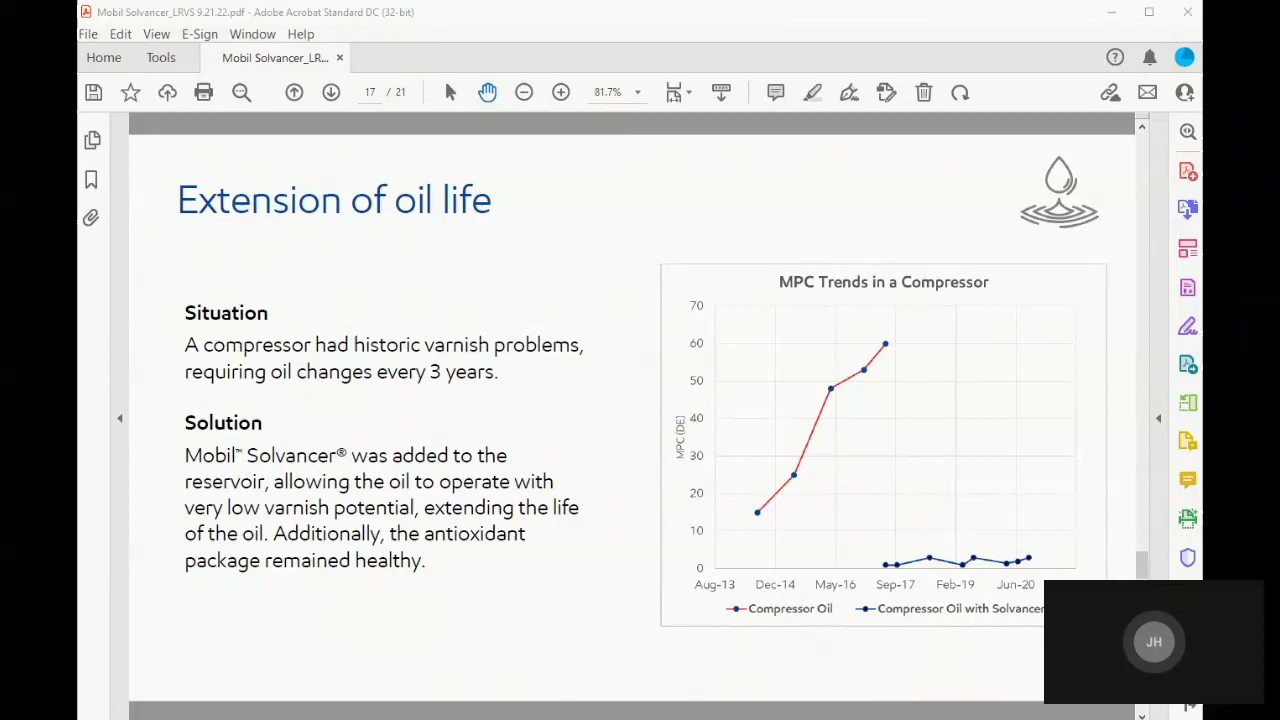 Mobil Solvancer_LRVS 9.21.22.pdf - Adobe Acrobat Standard DC (32-bit)
File Edit View E-Sign Window Help
Home Tools Mobil Solvancer_LR... ×
17 / 21 81.7%
Extension of oil life
Situation
A compressor had historic varnish problems,
requiring oil changes every 3 years.
Solution
Mobil™ Solvancer® was added to the
reservoir, allowing the oil to operate with
very low varnish potential, extending the life
of the oil. Additionally, the antioxidant
package remained healthy.
MPC Trends in a Compressor
MPC (DE)
70
60
50
40
30
20
10
0
Aug-13 Dec-14 May-16 Sep-17 Feb-19 Jun-20
Compressor Oil Compressor Oil with Solvancer
JH